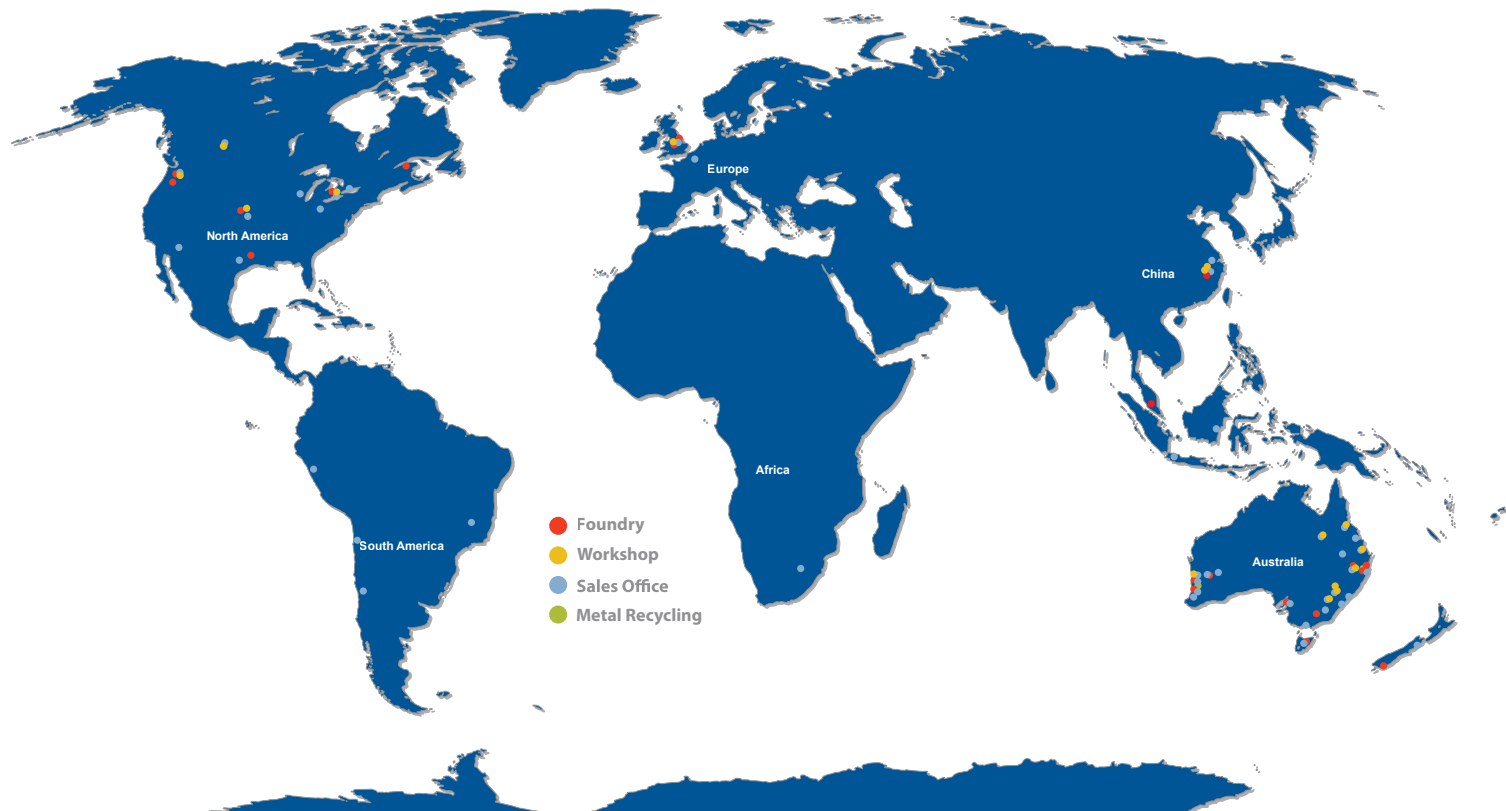 Europe
North America
China
Africa
Foundry
South America
Workshop
Australia
Sales Office
Metal Recycling